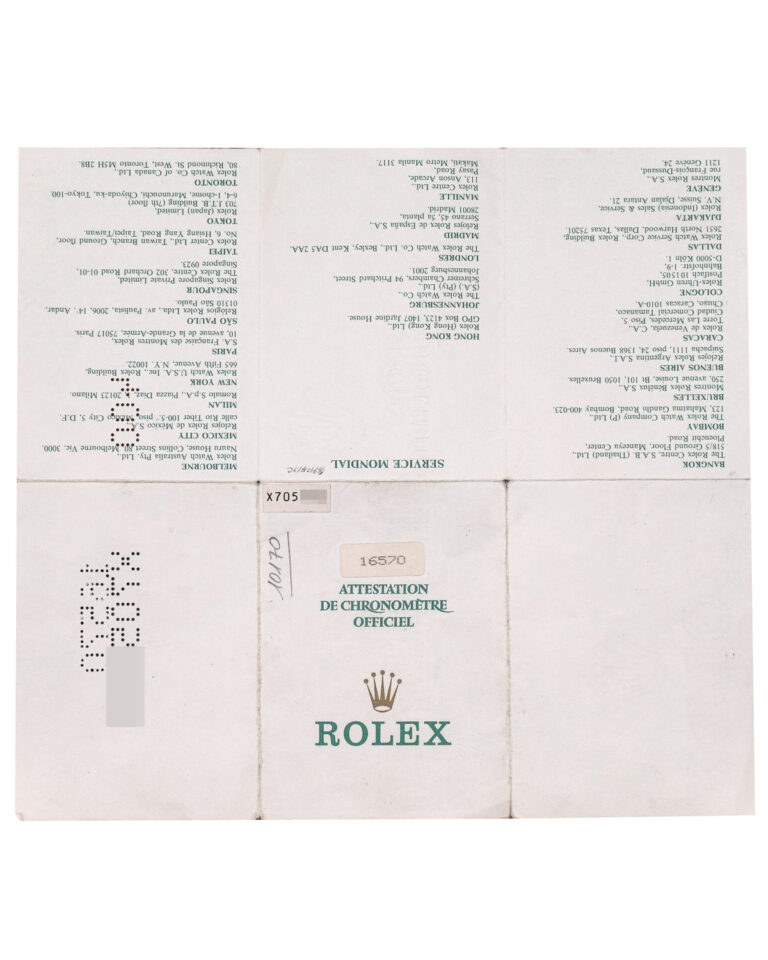 SERVICE MONDIAL
BANGKOK
The Rolex Centre, S.A.B. (Thailand) Ltd.,
518/5 Ground Floor, Maneeya Center,
Ploenchit Road.
BOMBAY
The Rolex Watch Company (P) Ltd.,
123, Mahatma Gandhi Road, Bombay 400-023.
BRUXELLES
Montres Rolex Bénélux S.A.,
250, avenue Louise, Bt. 101, 1050 Bruxelles.
BUENOS AIRES
Relojes Rolex Argentina S.A.I.,
Suipacha 1111, piso 24, 1368 Buenos Aires.
CARACAS
Rolex de Venezuela, C.A.,
Torre Las Mercedes, Piso 5,
Ciudad Comercial Tamanaco,
Chuao, Caracas 1010-A
COLOGNE
Rolex-Uhren GmbH,
Postfach 101505,
Bahnhofstr. 1-9,
D-5000 Köln 1.
DALLAS
Rolex Watch Service Corp., Rolex Building,
2651 North Harwood, Dallas, Texas 75201.
DJAKARTA
Rolex (Indonesia) Sales & Service,
N.V. Suisse, Djalan Antara 21.
GENÈVE
Montres Rolex S.A.,
rue François-Dussaud,
1211 Genève 24.
HONG KONG
Rolex (Hong Kong) Ltd.,
GPO Box 4123, 1407 Jardine House.
JOHANNESBURG
The Rolex Watch Co.,
(S.A.) (Pty) Ltd.,
Schreiner Chambers, 94 Pritchard Street,
Johannesburg 2001.
LONDRES
The Rolex Watch Co. Ltd., Bexley, Kent DA5 2AA
MADRID
Relojes Rolex de España S.A.,
Serrano 45, 5a planta,
28001 Madrid.
MANILLE
Rolex Centre Ltd.,
113, Anson Arcade,
Pasay Road,
Makati, Metro Manila 3117.
MELBOURNE
Rolex Watch Australia Pty. Ltd.,
Nauru House, Collins Street 80, Melbourne Vic. 3000.
MEXICO CITY
Relojes Rolex de México S.A.,
calle Rio Tiber 100-5.º piso, México City 5, D.F.
MILAN
Romalo S.p.A., Piazza Diaz, 1, 20123 Milano.
NEW YORK
Rolex Watch U.S.A. Inc., Rolex Building,
665 Fifth Avenue, N.Y. 10022.
PARIS
S.A. Française des Montres Rolex,
10, avenue de la Grande-Armée, 75017 Paris.
SÃO PAULO
Relógios Rolex Ltda., av. Paulista, 2006, 14º. Andar,
01310 São Paulo.
SINGAPOUR
Rolex Singapore Private Limited,
The Rolex Centre, 302 Orchard Road 01-01,
Singapore 0923.
TAIPEI
Rolex Center Ltd., Taiwan Branch, Ground floor,
No. 6, Hsiang Yang Road, Taipei/Taiwan.
TOKYO
Rolex (Japan) Limited,
703 J.T.B. Building (7th floor)
6-4, 1-chome, Marunouchi, Chiyoda-ku, Tokyo-100.
TORONTO
Rolex Watch Co. of Canada Ltd.,
80, Richmond St. West, Toronto M5H 2B8.
16570
X705
X705
10170
16570
ATTESTATION
DE CHRONOMÈTRE
OFFICIEL
ROLEX